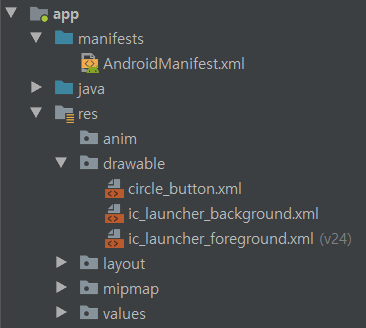 app
manifests
AndroidManifest.xml
java
res
anim
drawable
circle_button.xml
ic_launcher_background.xml
ic_launcher_foreground.xml (v24)
layout
mipmap
values